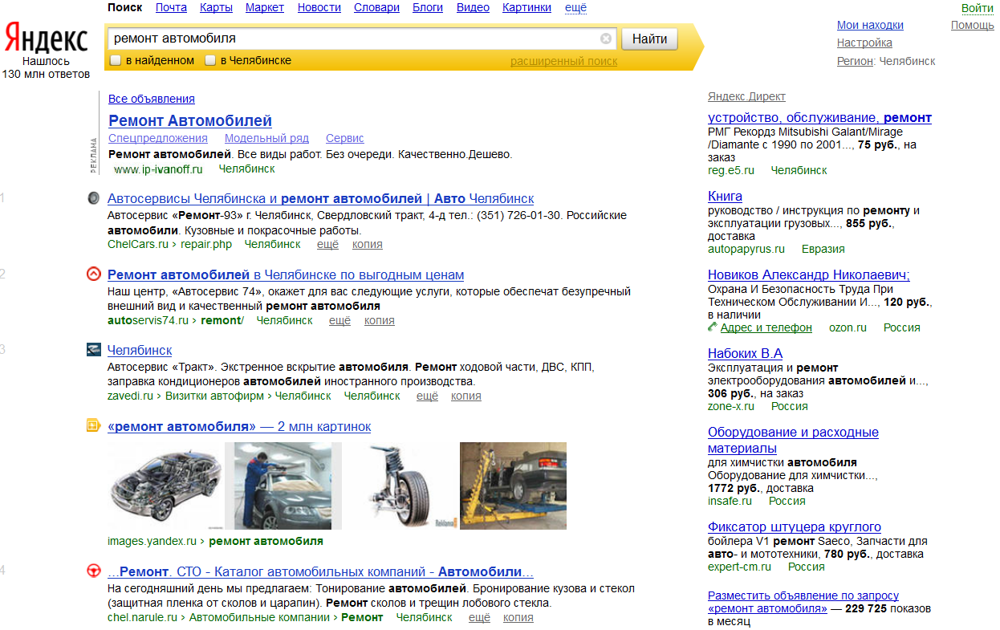 Поиск Почта Карты Маркет Новости Словари Блоги Видео Картинки ещё
Войти
Яндекс
Нашлось
130 млн ответов
ремонт автомобиля
Найти
в найденном в Челябинске расширенный поиск
Мои находки
Помощь
Настройка
Регион: Челябинск
Все объявления
РЕКЛАМА
Ремонт Автомобилей
Спецпредложения Модельный ряд Сервис
Ремонт автомобилей. Все виды работ. Без очереди. Качественно.Дешево.
www.ip-ivanoff.ru Челябинск
1
Автосервисы Челябинска и ремонт автомобилей | Авто Челябинск
Автосервис «Ремонт-93» г. Челябинск, Свердловский тракт, 4-д тел.: (351) 726-01-30. Российские
автомобили. Кузовные и покрасочные работы.
ChelCars.ru › repair.php Челябинск ещё копия
2
Ремонт автомобилей в Челябинске по выгодным ценам
Наш центр, «Автосервис 74», окажет для вас следующие услуги, которые обеспечат безупречный
внешний вид и качественный ремонт автомобиля
autoservis74.ru › remont/ Челябинск ещё копия
3
Челябинск
Автосервис «Тракт». Экстренное вскрытие автомобиля. Ремонт ходовой части, ДВС, КПП,
заправка кондиционеров автомобилей иностранного производства.
zavedi.ru › Визитки автофирм › Челябинск Челябинск ещё копия
«ремонт автомобиля» — 2 млн картинок
images.yandex.ru › ремонт автомобиля
4
...Ремонт. СТО - Каталог автомобильных компаний - Автомобили...
На сегодняшний день мы предлагаем: Тонирование автомобилей. Бронирование кузова и стекол
(защитная пленка от сколов и царапин). Ремонт сколов и трещин лобового стекла.
chel.narule.ru › Автомобильные компании › Ремонт Челябинск ещё копия
Яндекс.Директ
устройство, обслуживание, ремонт
РМГ Рекордз Mitsubishi Galant/Mirage
/Diamante с 1990 по 2001..., 75 руб., на
заказ
reg.e5.ru Челябинск
Книга
руководство / инструкция по ремонту и
эксплуатации грузовых..., 855 руб.,
доставка
autopapyrus.ru Евразия
Новиков Александр Николаевич;
Охрана И Безопасность Труда При
Техническом Обслуживании И..., 120 руб.,
в наличии
Адрес и телефон ozon.ru Россия
Набоких В.А
Эксплуатация и ремонт
электрооборудования автомобилей и...,
306 руб., на заказ
zone-x.ru Россия
Оборудование и расходные
материалы
для химчистки автомобиля
Оборудование для химчистки...,
1772 руб., доставка
insafe.ru Россия
Фиксатор штуцера круглого
бойлера V1 ремонт Saeco, Запчасти для
авто- и мототехники, 780 руб., доставка
expert-cm.ru Россия
Разместить объявление по запросу
«ремонт автомобиля» — 229 725 показов
в месяц